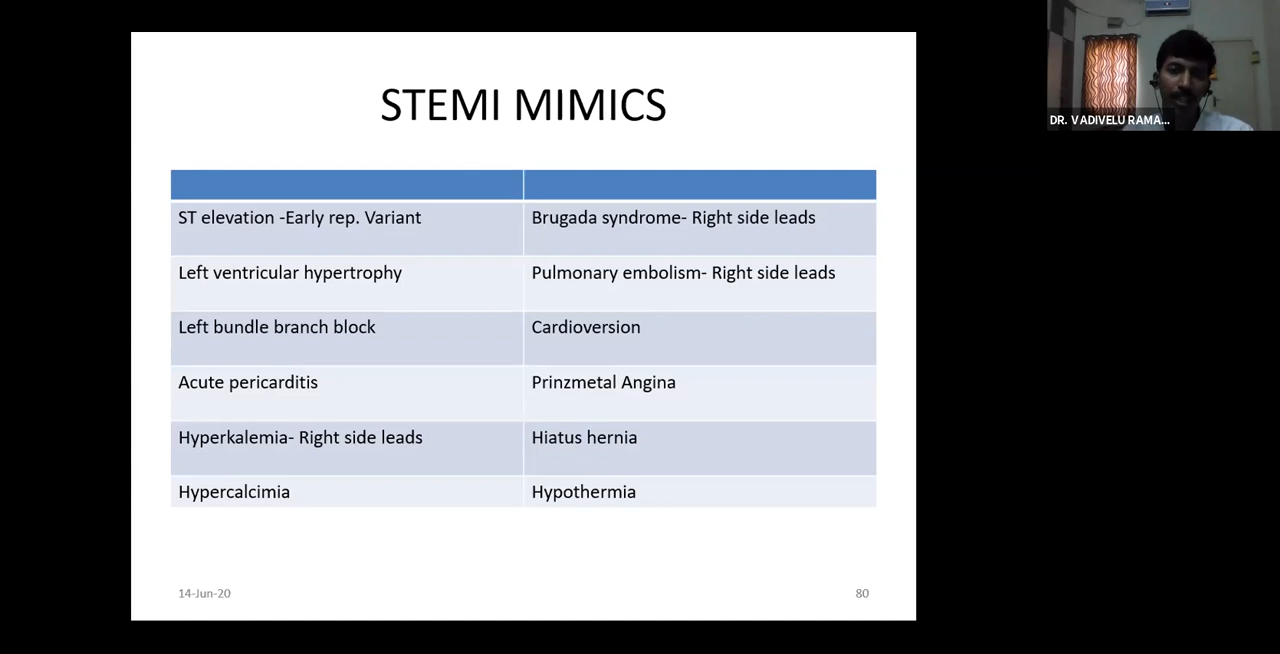 STEMI MIMICS
DR. VADIVELU RAMA...
ST elevation -Early rep. Variant
Brugada syndrome- Right side leads
Left ventricular hypertrophy
Pulmonary embolism- Right side leads
Left bundle branch block
Cardioversion
Acute pericarditis
Prinzmetal Angina
Hyperkalemia- Right side leads
Hiatus hernia
Hypercalcimia
Hypothermia
14-Jun-20
80